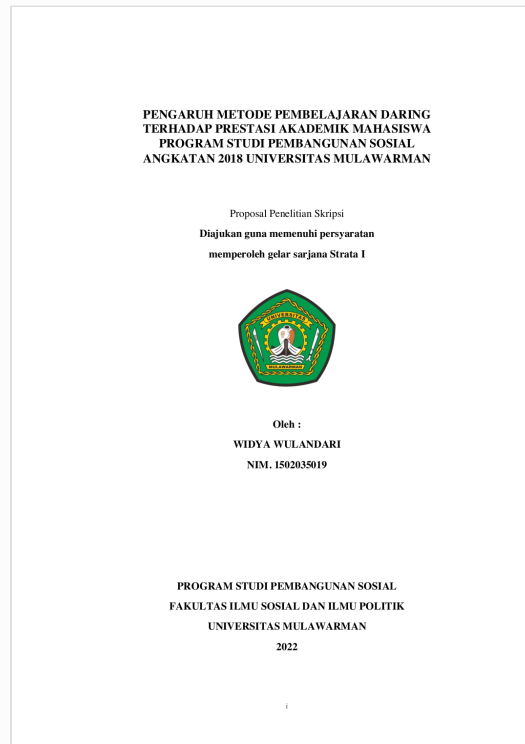 PENGARUH METODE PEMBELAJARAN DARING
TERHADAP PRESTASI AKADEMIK MAHASISWA
PROGRAM STUDI PEMBANGUNAN SOSIAL
ANGKATAN 2018 UNIVERSITAS MULAWARMAN
Proposal Penelitian Skripsi
Diajukan guna memenuhi persyaratan
memperoleh gelar sarjana Strata I
UNIVERSITAS
MULAWARMAN
Oleh :
WIDYA WULANDARI
NIM. 1502035019
PROGRAM STUDI PEMBANGUNAN SOSIAL
FAKULTAS ILMU SOSIAL DAN ILMU POLITIK
UNIVERSITAS MULAWARMAN
2022
i